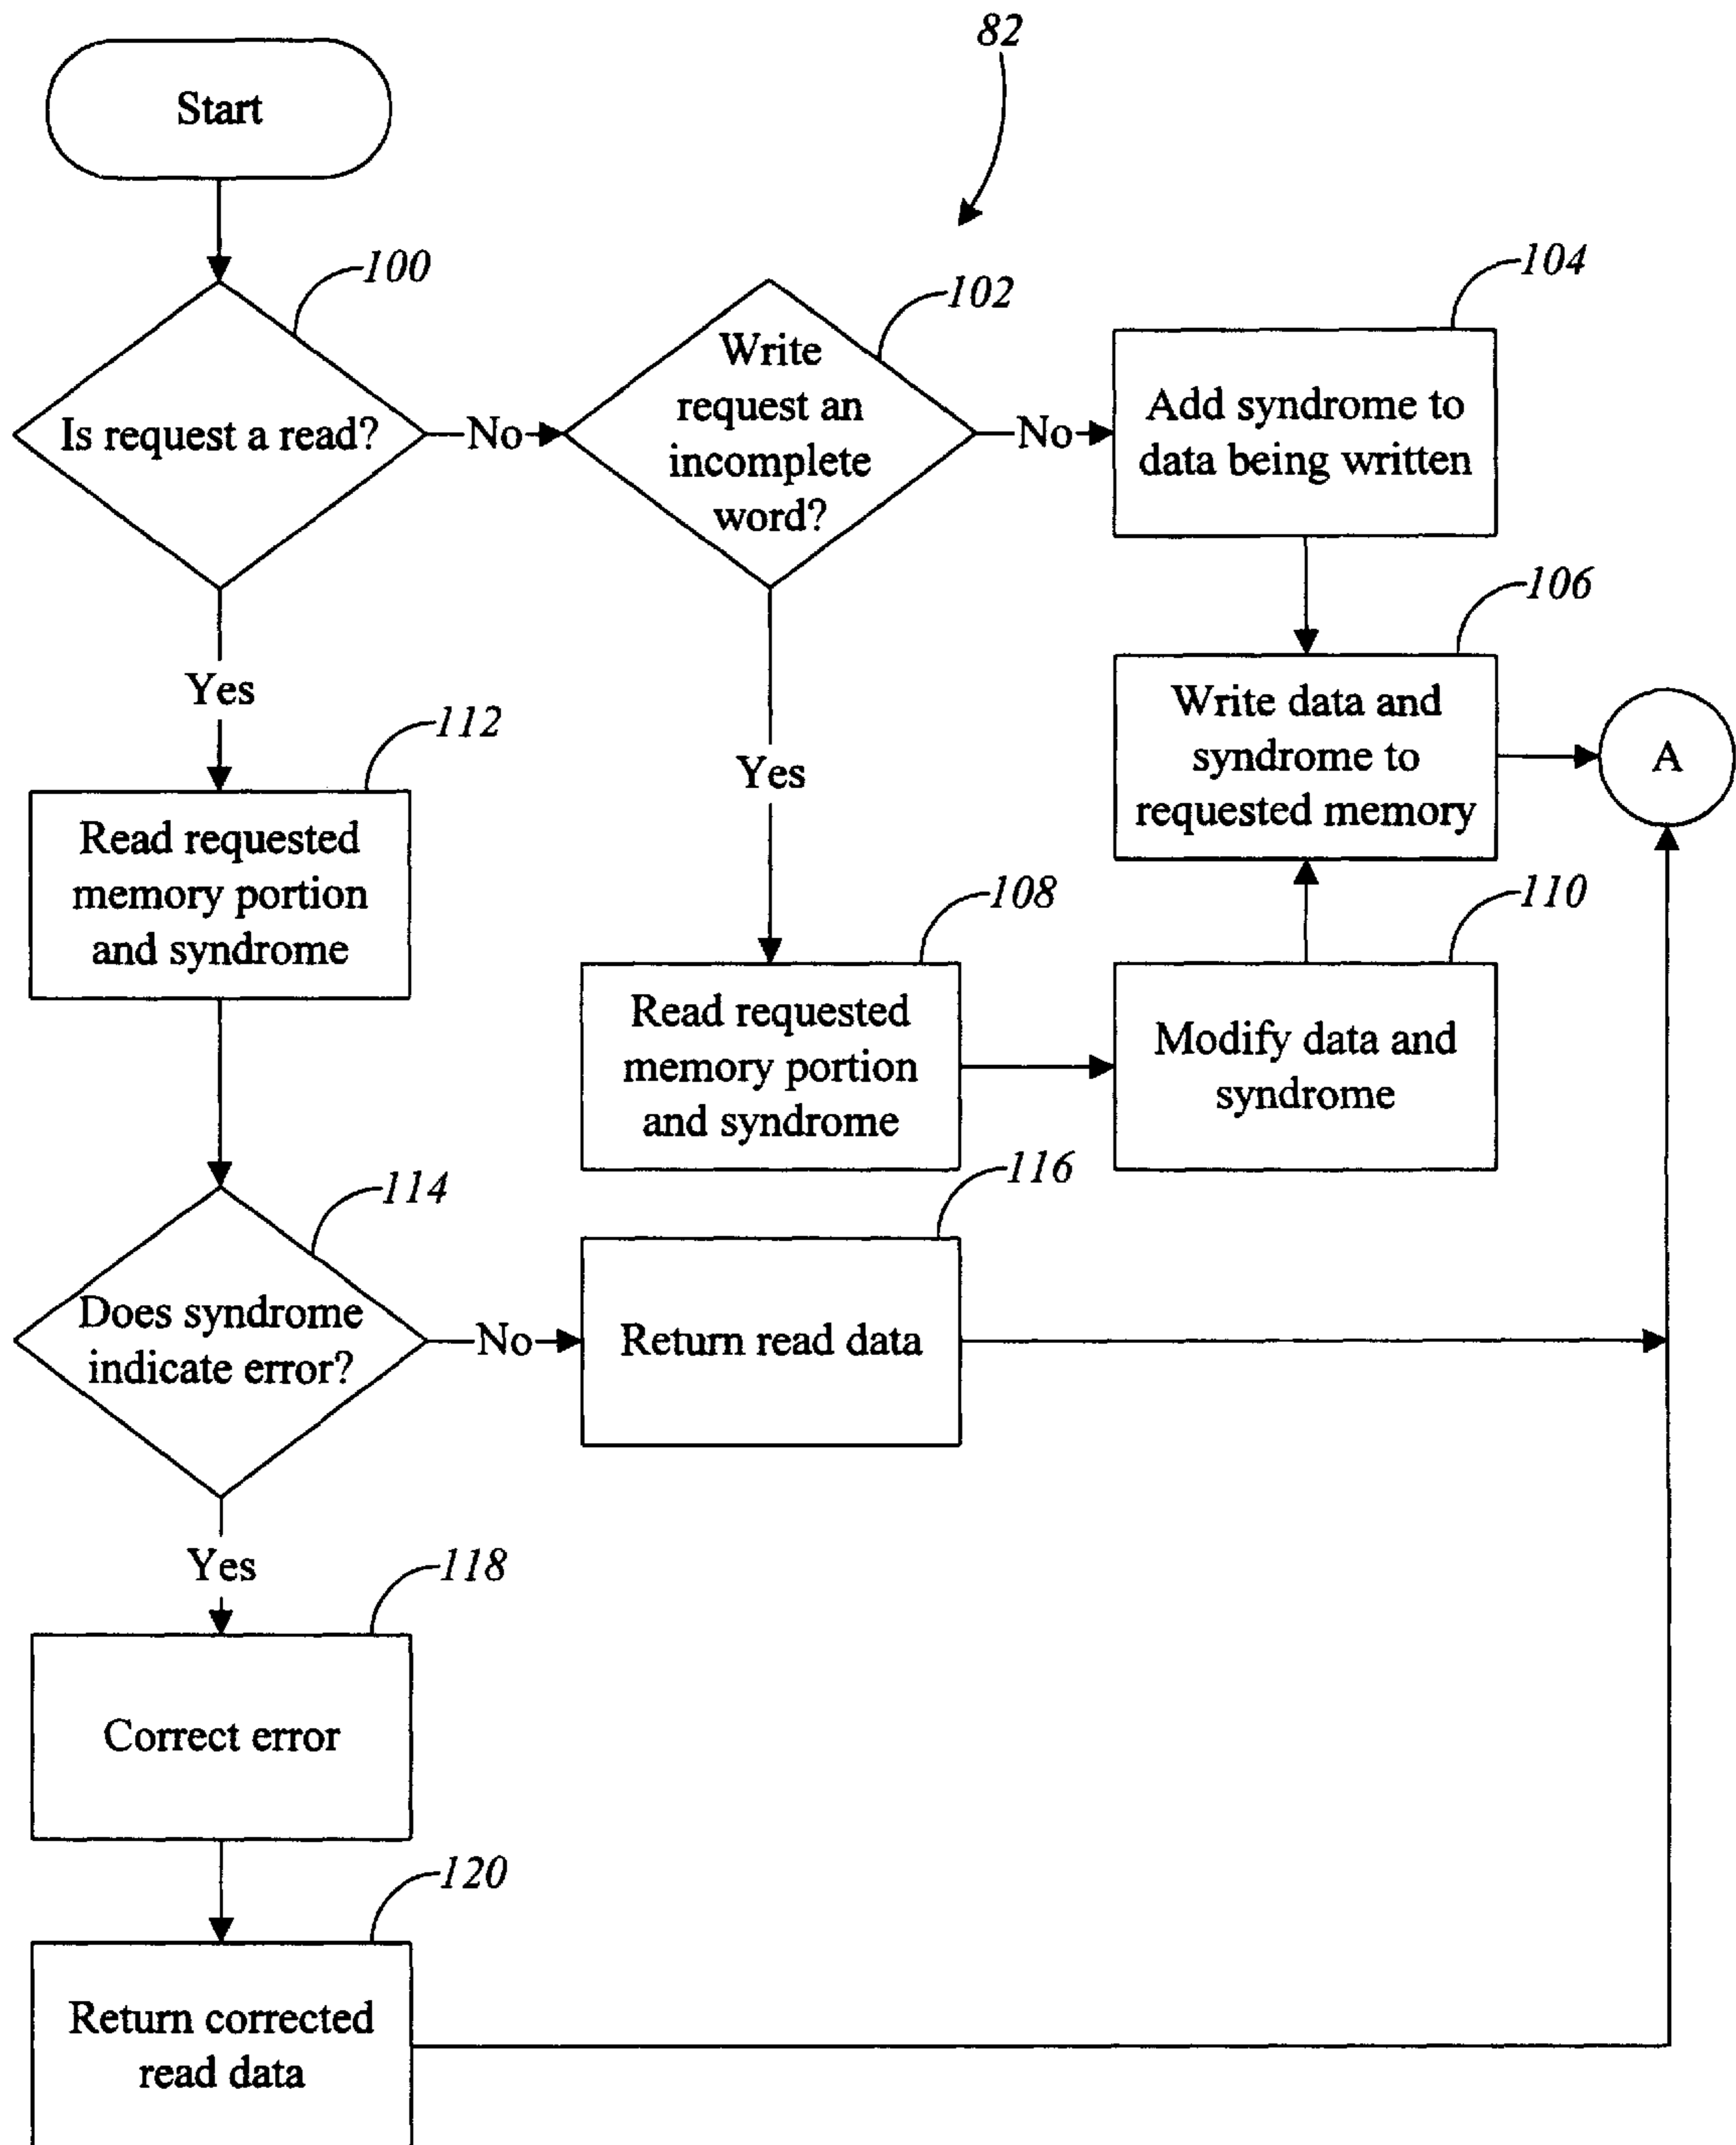 82
Start
100
Is request a read?
No
102
Write
request an
incomplete
word?
No
104
Add syndrome to
data being written
106
Write data and
syndrome to
requested memory
A
Yes
112
Read requested
memory portion
and syndrome
Yes
108
Read requested
memory portion
and syndrome
110
Modify data and
syndrome
114
Does syndrome
indicate error?
No
116
Return read data
Yes
118
Correct error
120
Return corrected
read data